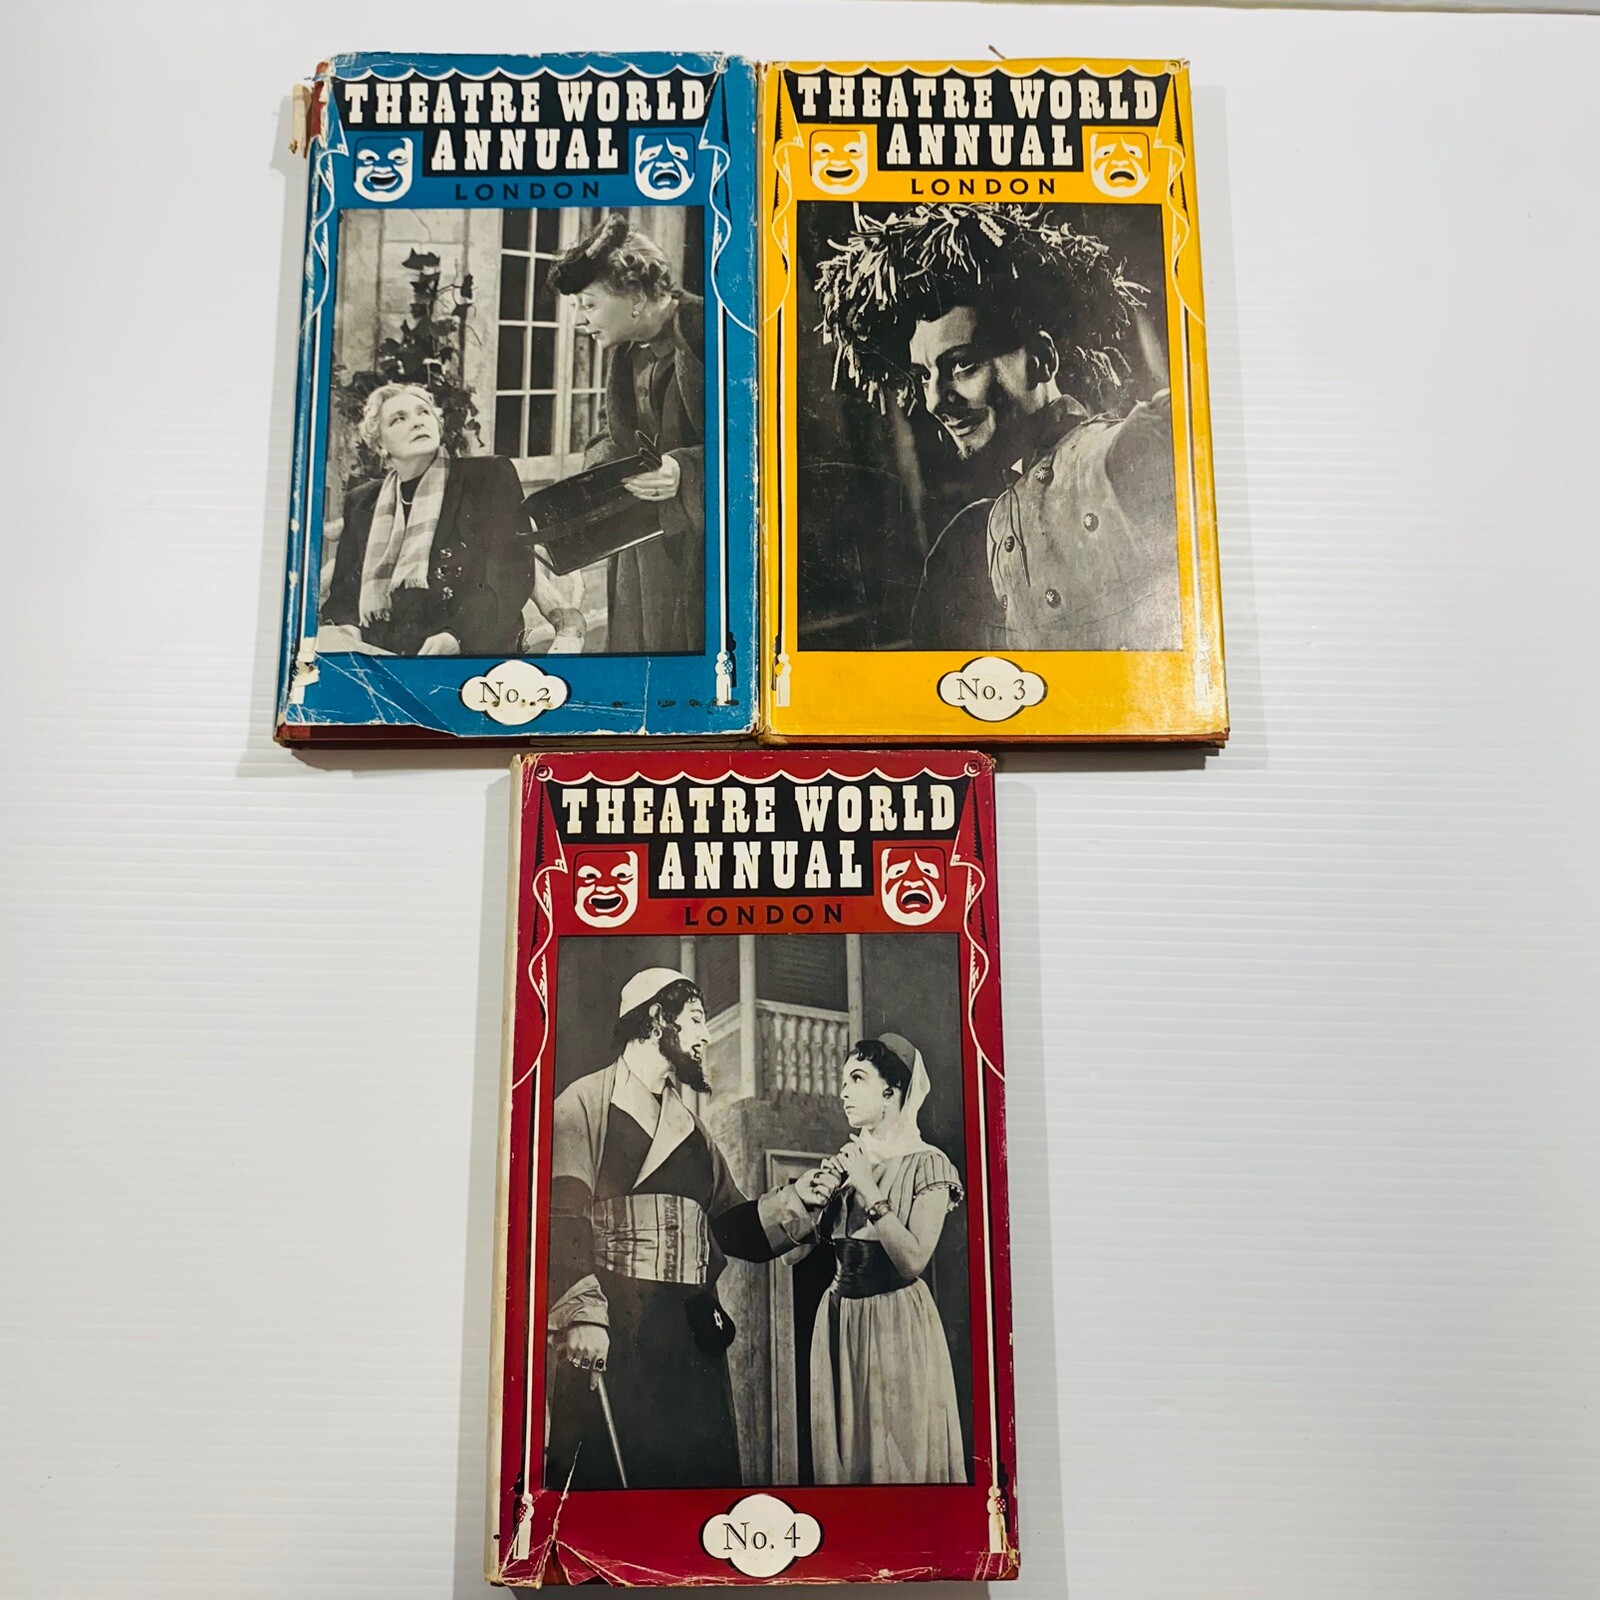 THEATRE WORLD
ANNUAL
LONDON
No. 2
THEATRE WORLD
ANNUAL
LONDON
No. 3
THEATRE WORLD
ANNUAL
LONDON
No. 4